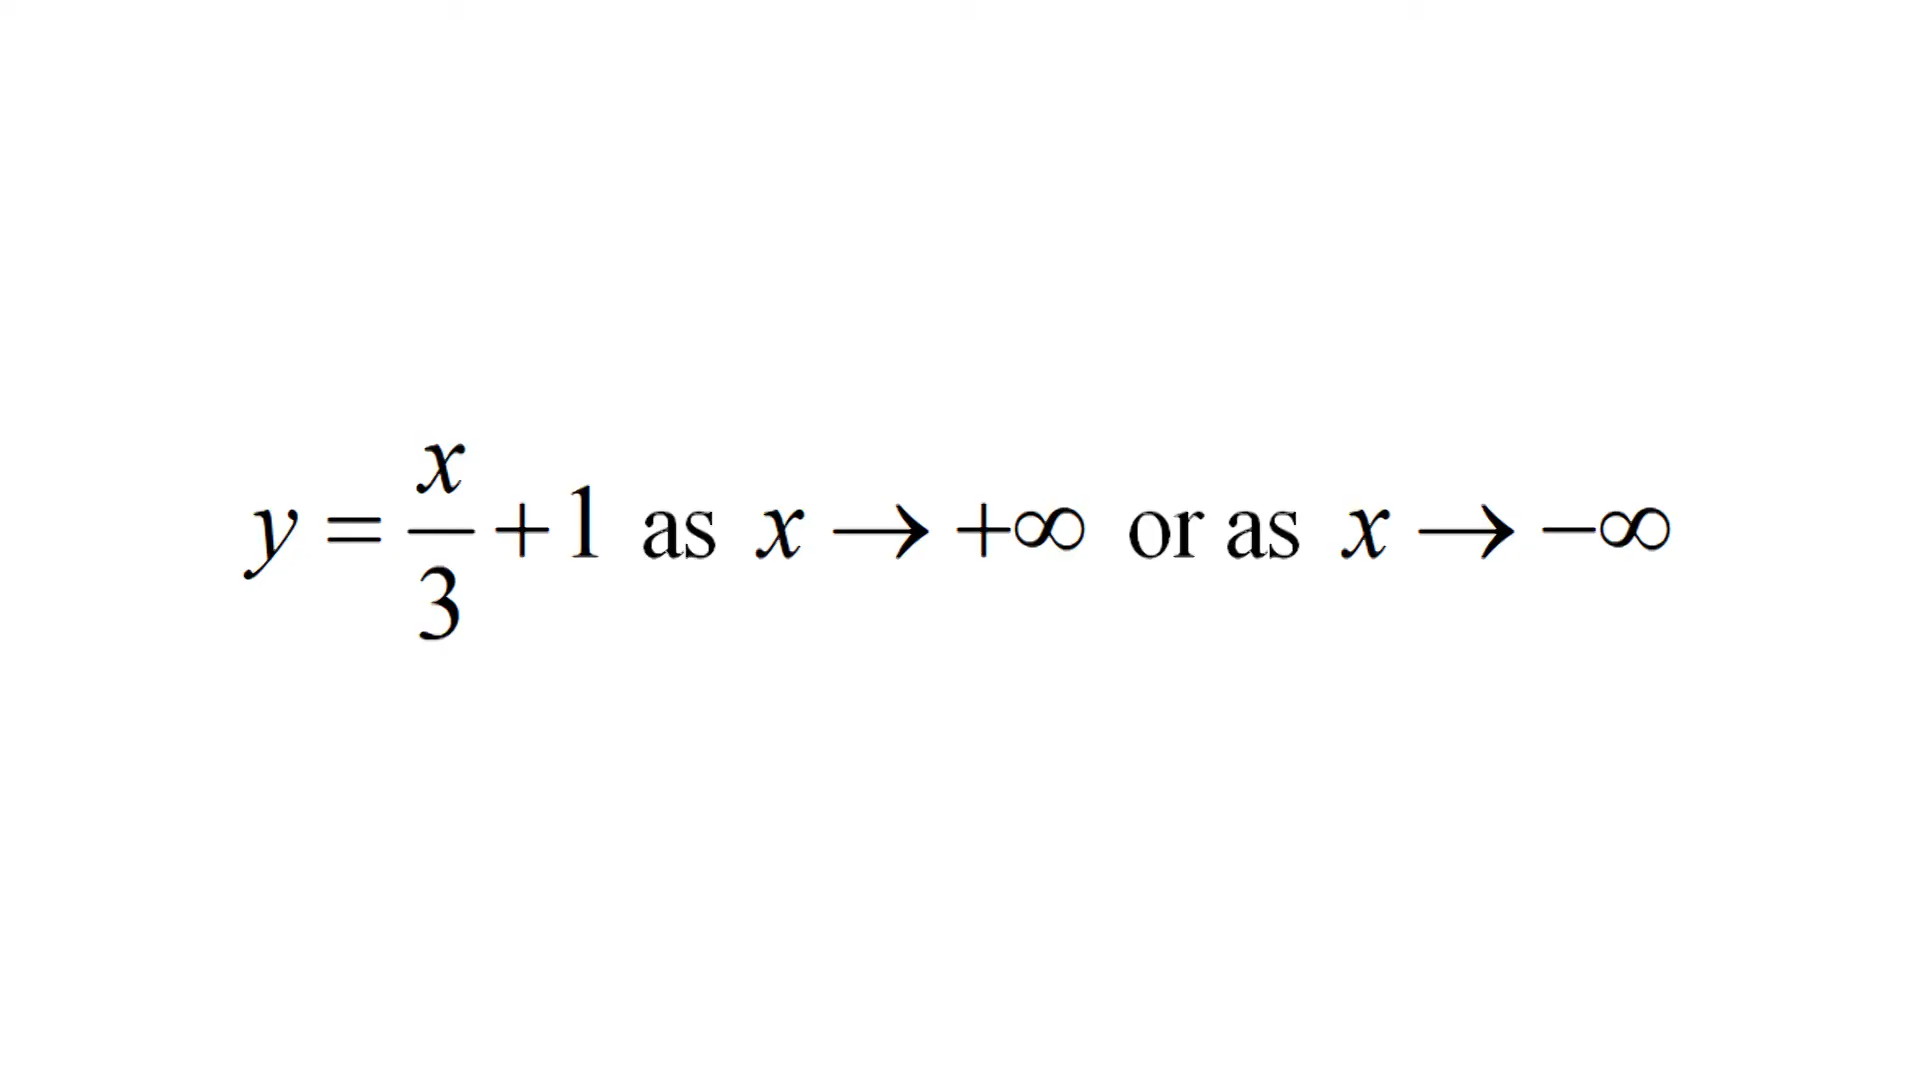 y = x/3 + 1 as x → +∞ or as x → −∞